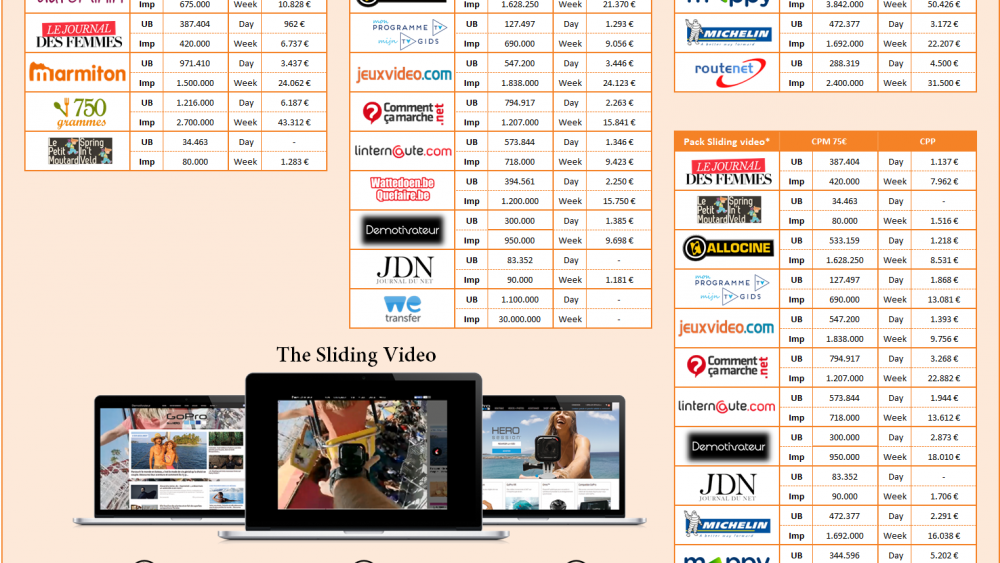 Imp 675.000 Week 10.828 €
LE JOURNAL DES FEMMES UB 387.404 Day 962 €
Imp 420.000 Week 6.737 €
marmiton UB 971.410 Day 3.437 €
Imp 1.500.000 Week 24.062 €
750 grammes UB 1.216.000 Day 6.187 €
Imp 2.700.000 Week 43.312 €
Le Petit Moutard Spring In't Veld UB 34.463 Day -
Imp 80.000 Week 1.283 €
Imp 1.628.250 Week 21.370 €
mon PROGRAMME TV mijn TV GIDS UB 127.497 Day 1.293 €
Imp 690.000 Week 9.056 €
jeuxvideo.com UB 547.200 Day 3.446 €
Imp 1.838.000 Week 24.123 €
Comment ça marche .net UB 794.917 Day 2.263 €
Imp 1.207.000 Week 15.841 €
linternaute.com UB 573.844 Day 1.346 €
Imp 718.000 Week 9.423 €
Wattedoen.be Quefaire.be UB 394.561 Day 2.250 €
Imp 1.200.000 Week 15.750 €
Demotivateur UB 300.000 Day 1.385 €
Imp 950.000 Week 9.698 €
JDN JOURNAL DU NET UB 83.352 Day -
Imp 90.000 Week 1.181 €
we transfer UB 1.100.000 Day -
Imp 30.000.000 Week -
mappy Imp 3.842.000 Week 50.426 €
MICHELIN A better way forward UB 472.377 Day 3.172 €
Imp 1.692.000 Week 22.207 €
routenet UB 288.319 Day 4.500 €
Imp 2.400.000 Week 31.500 €
Pack Sliding video* CPM 75€ CPP
LE JOURNAL DES FEMMES UB 387.404 Day 1.137 €
Imp 420.000 Week 7.962 €
Le Petit Moutard Spring In't Veld UB 34.463 Day -
Imp 80.000 Week 1.516 €
ALLOCINE UB 533.159 Day 1.218 €
Imp 1.628.250 Week 8.531 €
mon PROGRAMME TV mijn TV GIDS UB 127.497 Day 1.868 €
Imp 690.000 Week 13.081 €
jeuxvideo.com UB 547.200 Day 1.393 €
Imp 1.838.000 Week 9.756 €
Comment ça marche .net UB 794.917 Day 3.268 €
Imp 1.207.000 Week 22.882 €
linternaute.com UB 573.844 Day 1.944 €
Imp 718.000 Week 13.612 €
Demotivateur UB 300.000 Day 2.873 €
Imp 950.000 Week 18.010 €
JDN JOURNAL DU NET UB 83.352 Day -
Imp 90.000 Week 1.706 €
MICHELIN A better way forward UB 472.377 Day 2.291 €
Imp 1.692.000 Week 16.038 €
mappy UB 344.596 Day 5.202 €
The Sliding Video
GoPro
HERO
SESSION